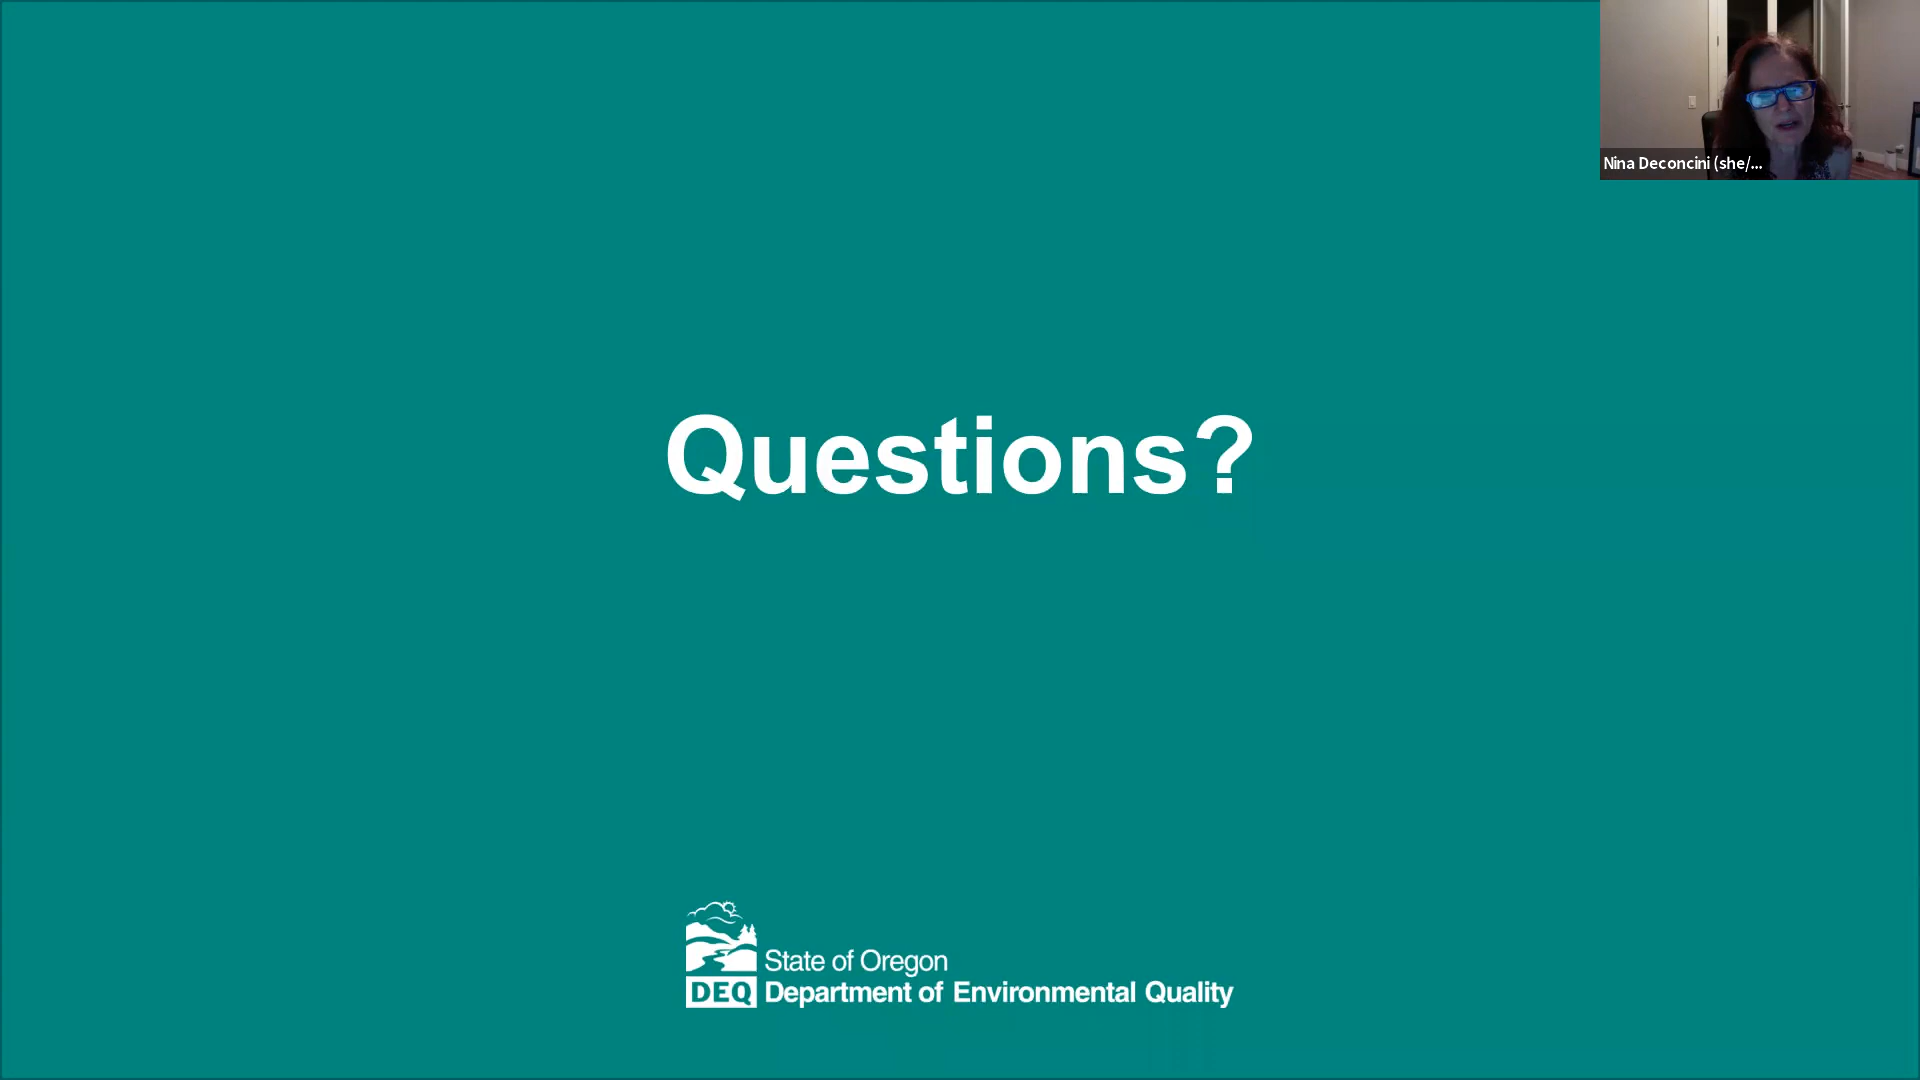 Nina Deconcini (she/...
Questions?
State of Oregon
DEQ Department of Environmental Quality